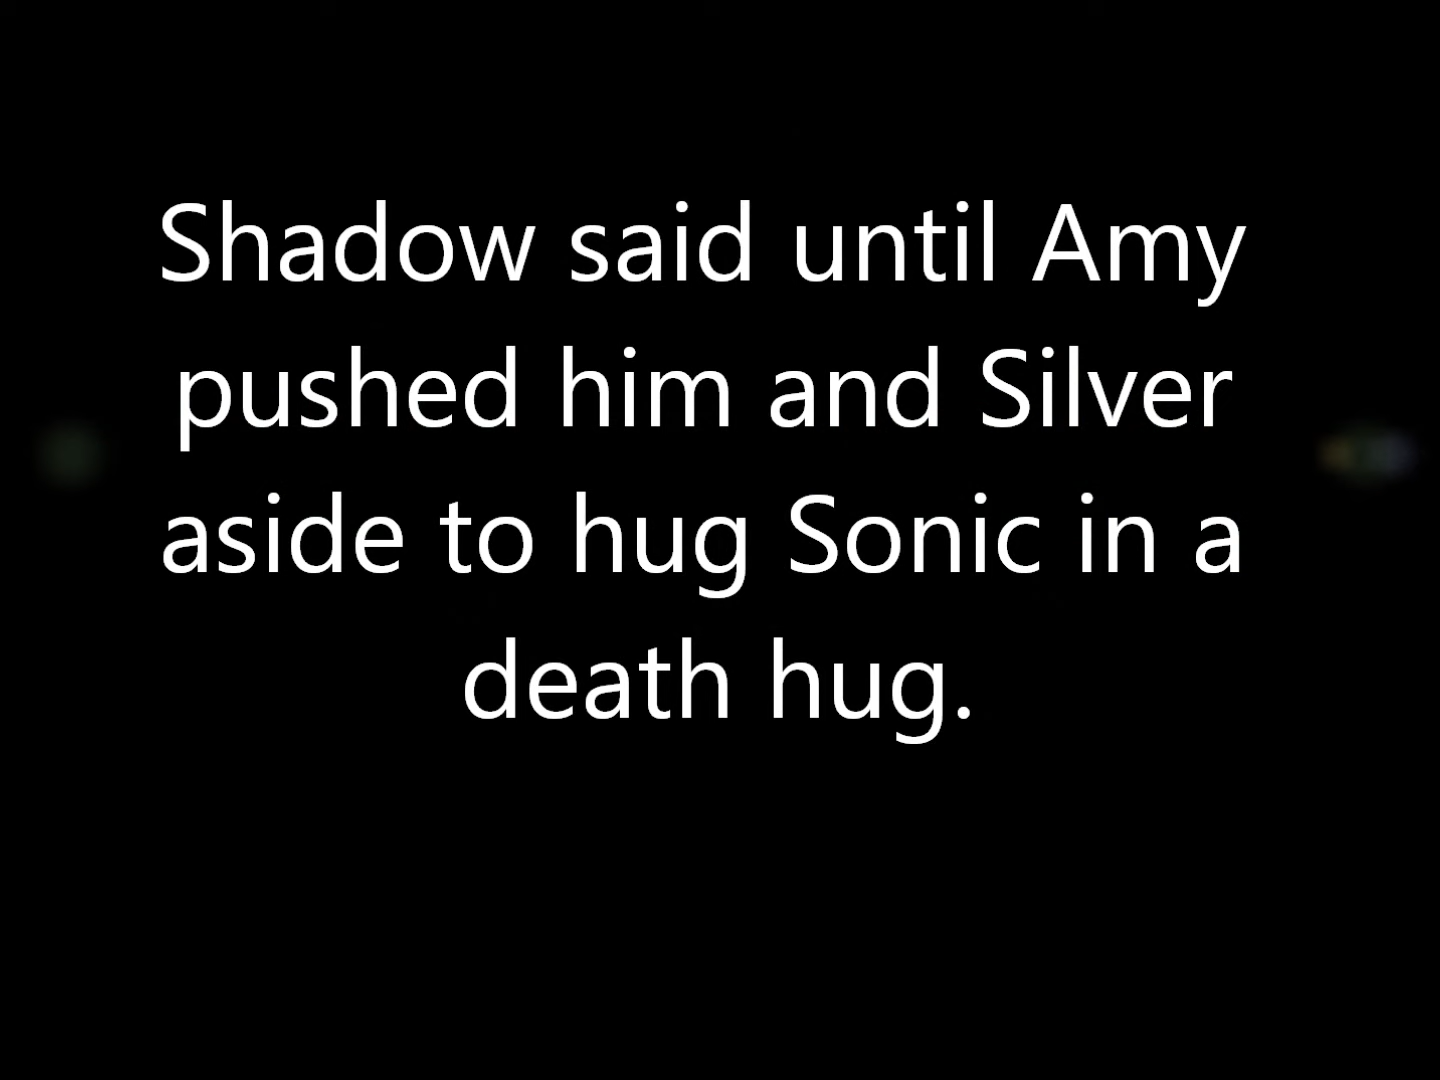 Shadow said until Amy
pushed him and Silver
aside to hug Sonic in a
death hug.